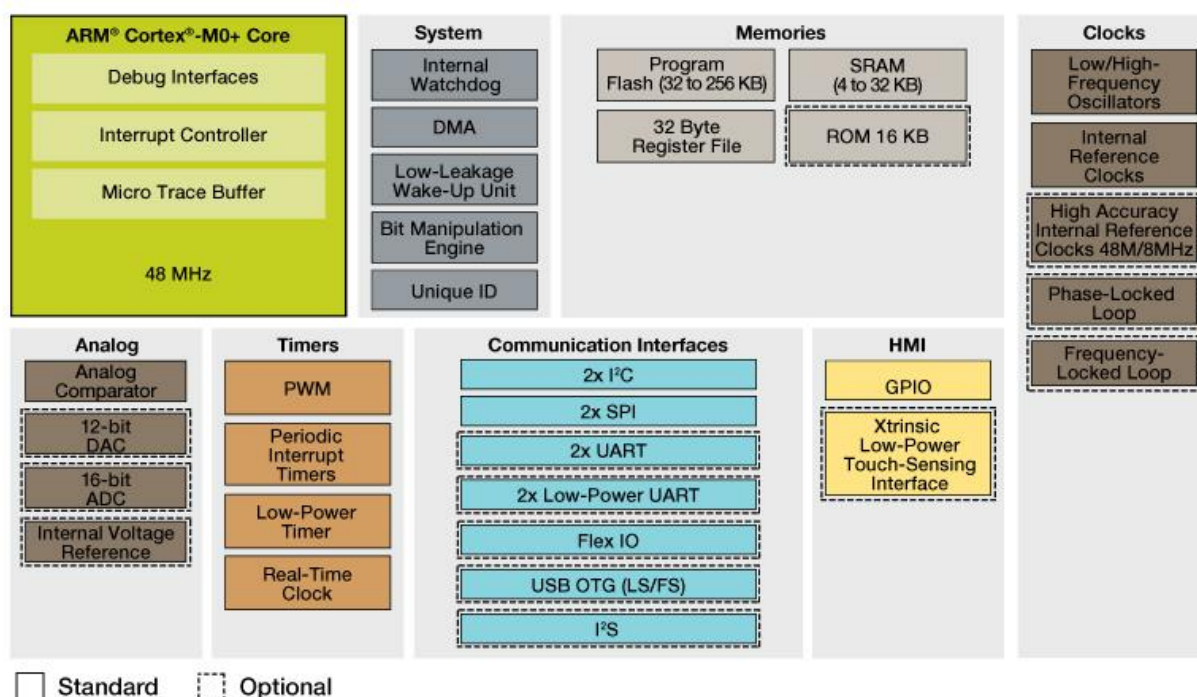 ARM® Cortex®-M0+ Core
Debug Interfaces
Interrupt Controller
Micro Trace Buffer
48 MHz
System
Internal
Watchdog
DMA
Low-Leakage
Wake-Up Unit
Bit Manipulation
Engine
Unique ID
Memories
Program
Flash (32 to 256 KB)
SRAM
(4 to 32 KB)
32 Byte
Register File
ROM 16 KB
Clocks
Low/High-
Frequency
Oscillators
Internal
Reference
Clocks
High Accuracy
Internal Reference
Clocks 48M/8MHz
Phase-Locked
Loop
Frequency-
Locked Loop
Analog
Analog
Comparator
12-bit
DAC
16-bit
ADC
Internal Voltage
Reference
Timers
PWM
Periodic
Interrupt
Timers
Low-Power
Timer
Real-Time
Clock
Communication Interfaces
2x I²C
2x SPI
2x UART
2x Low-Power UART
Flex IO
USB OTG (LS/FS)
I²S
HMI
GPIO
Xtrinsic
Low-Power
Touch-Sensing
Interface
Standard
Optional